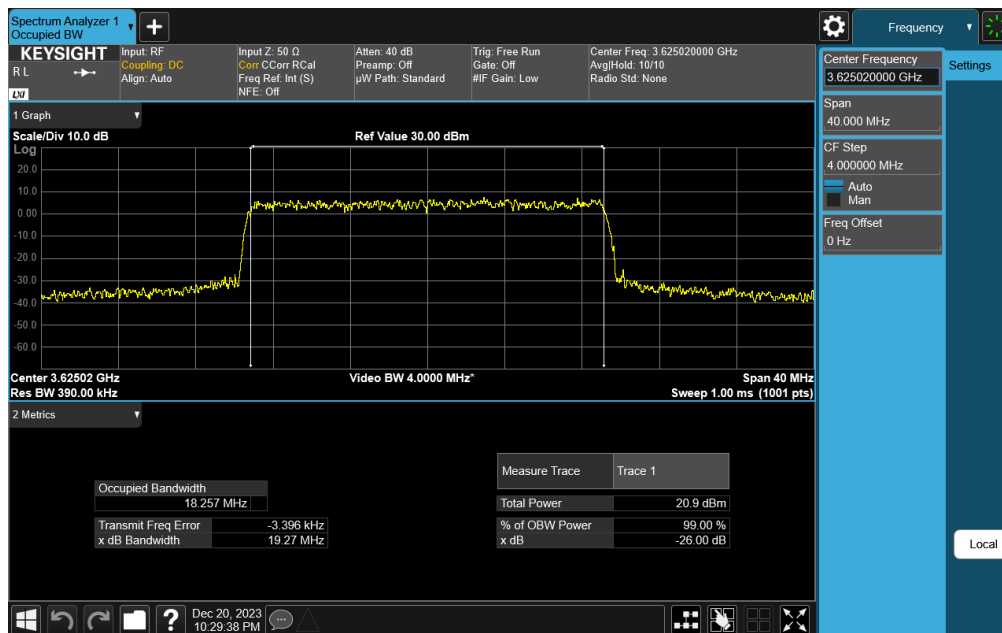 Spectrum Analyzer 1
Occupied BW
Frequency
KEYSIGHT
R L
LXI
Input: RF
Coupling: DC
Align: Auto
Input Z: 50 Ω
Corr CCorr RCal
Freq Ref: Int (S)
NFE: Off
Atten: 40 dB
Preamp: Off
µW Path: Standard
Trig: Free Run
Gate: Off
#IF Gain: Low
Center Freq: 3.625020000 GHz
Avg|Hold: 10/10
Radio Std: None
Center Frequency
3.625020000 GHz
Settings
Span
40.000 MHz
CF Step
4.000000 MHz
Auto
Man
Freq Offset
0 Hz
1 Graph
Scale/Div 10.0 dB
Ref Value 30.00 dBm
Log
20.0
10.0
0.00
-10.0
-20.0
-30.0
-40.0
-50.0
-60.0
Center 3.62502 GHz
Video BW 4.0000 MHz*
Span 40 MHz
Res BW 390.00 kHz
Sweep 1.00 ms (1001 pts)
2 Metrics
Measure Trace Trace 1
Occupied Bandwidth
18.257 MHz
Total Power 20.9 dBm
Transmit Freq Error -3.396 kHz
% of OBW Power 99.00 %
x dB Bandwidth 19.27 MHz
x dB -26.00 dB
Local
?
Dec 20, 2023
10:29:38 PM